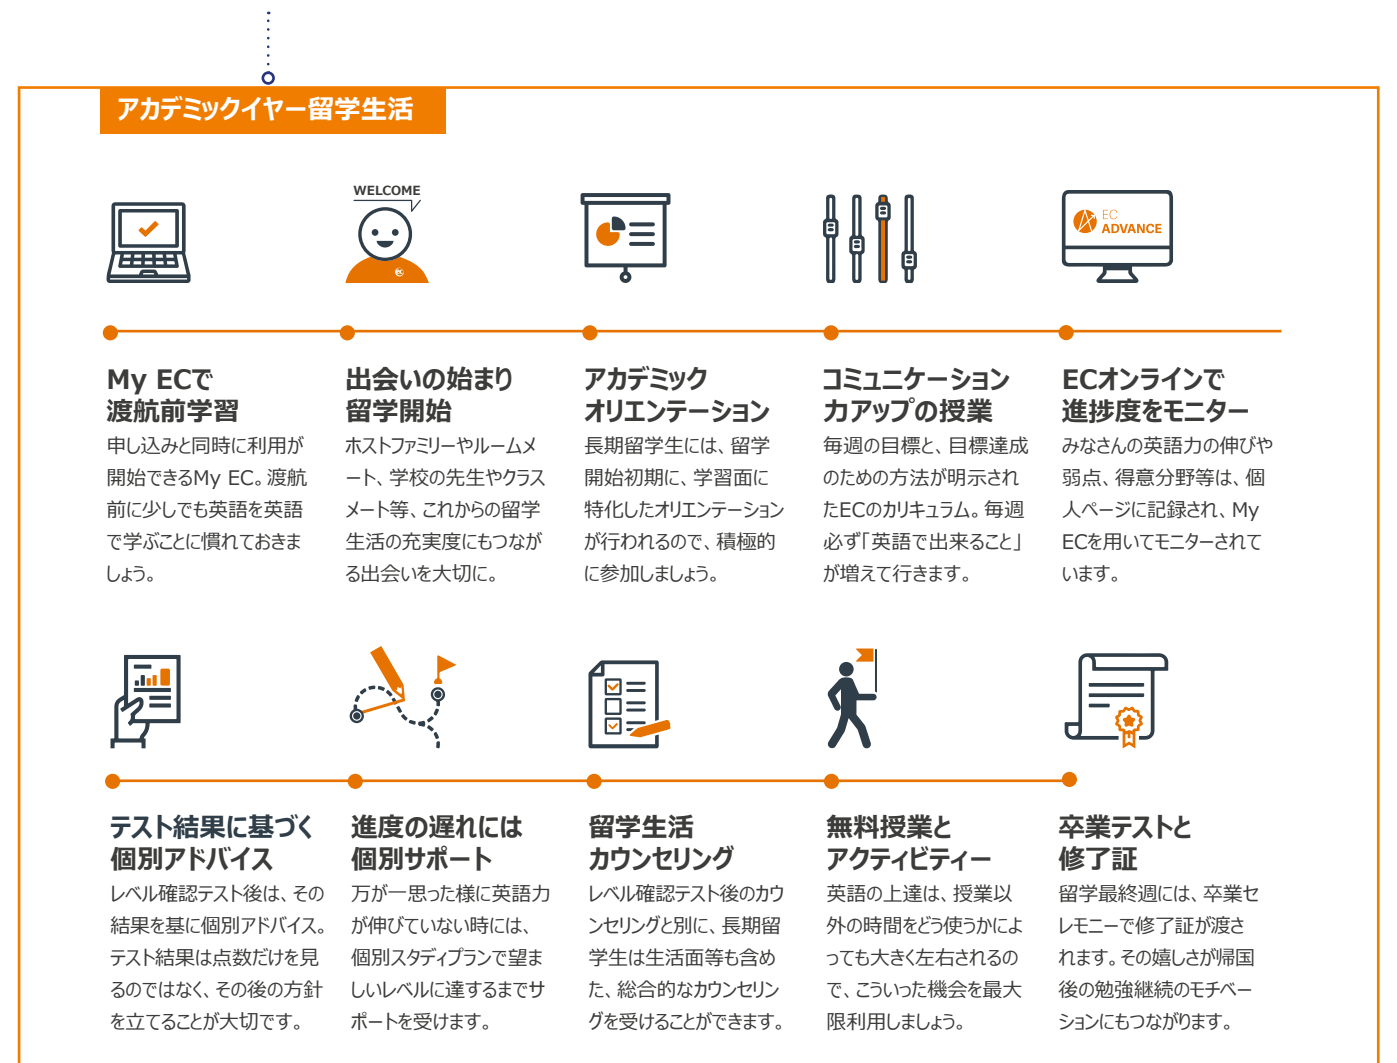 アカデミックイヤー留学生活
WELCOME
ec
EC
ADVANCE
My ECで
渡航前学習
申し込みと同時に利用が
開始できるMy EC。渡航
前に少しでも英語を英語
で学ぶことに慣れておきま
しょう。
出会いの始まり
留学開始
ホストファミリーやルームメ
ート、学校の先生やクラス
メート等、これからの留学
生活の充実度にもつなが
る出会いを大切に。
アカデミック
オリエンテーション
長期留学生には、留学
開始初期に、学習面に
特化したオリエンテーション
が行われるので、積極的
に参加しましょう。
コミュニケーション
力アップの授業
毎週の目標と、目標達成
のための方法が明示され
たECのカリキュラム。毎週
必ず「英語で出来ること」
が増えて行きます。
ECオンラインで
進捗度をモニター
みなさんの英語力の伸びや
弱点、得意分野等は、個
人ページに記録され、My
ECを用いてモニターされて
います。
テスト結果に基づく
個別アドバイス
レベル確認テスト後は、その
結果を基に個別アドバイス。
テスト結果は点数だけを見
るのではなく、その後の方針
を立てることが大切です。
進度の遅れには
個別サポート
万が一思った様に英語力
が伸びていない時には、
個別スタディプランで望ま
しいレベルに達するまでサ
ポートを受けます。
留学生活
カウンセリング
レベル確認テスト後のカウ
ンセリングと別に、長期留
学生は生活面等も含め
た、総合的なカウンセリン
グを受けることができます。
無料授業と
アクティビティー
英語の上達は、授業以
外の時間をどう使うかによ
っても大きく左右されるの
で、こういった機会を最大
限利用しましょう。
卒業テストと
修了証
留学最終週には、卒業セ
レモニーで修了証が渡さ
れます。その嬉しさが帰国
後の勉強継続のモチベー
ションにもつながります。